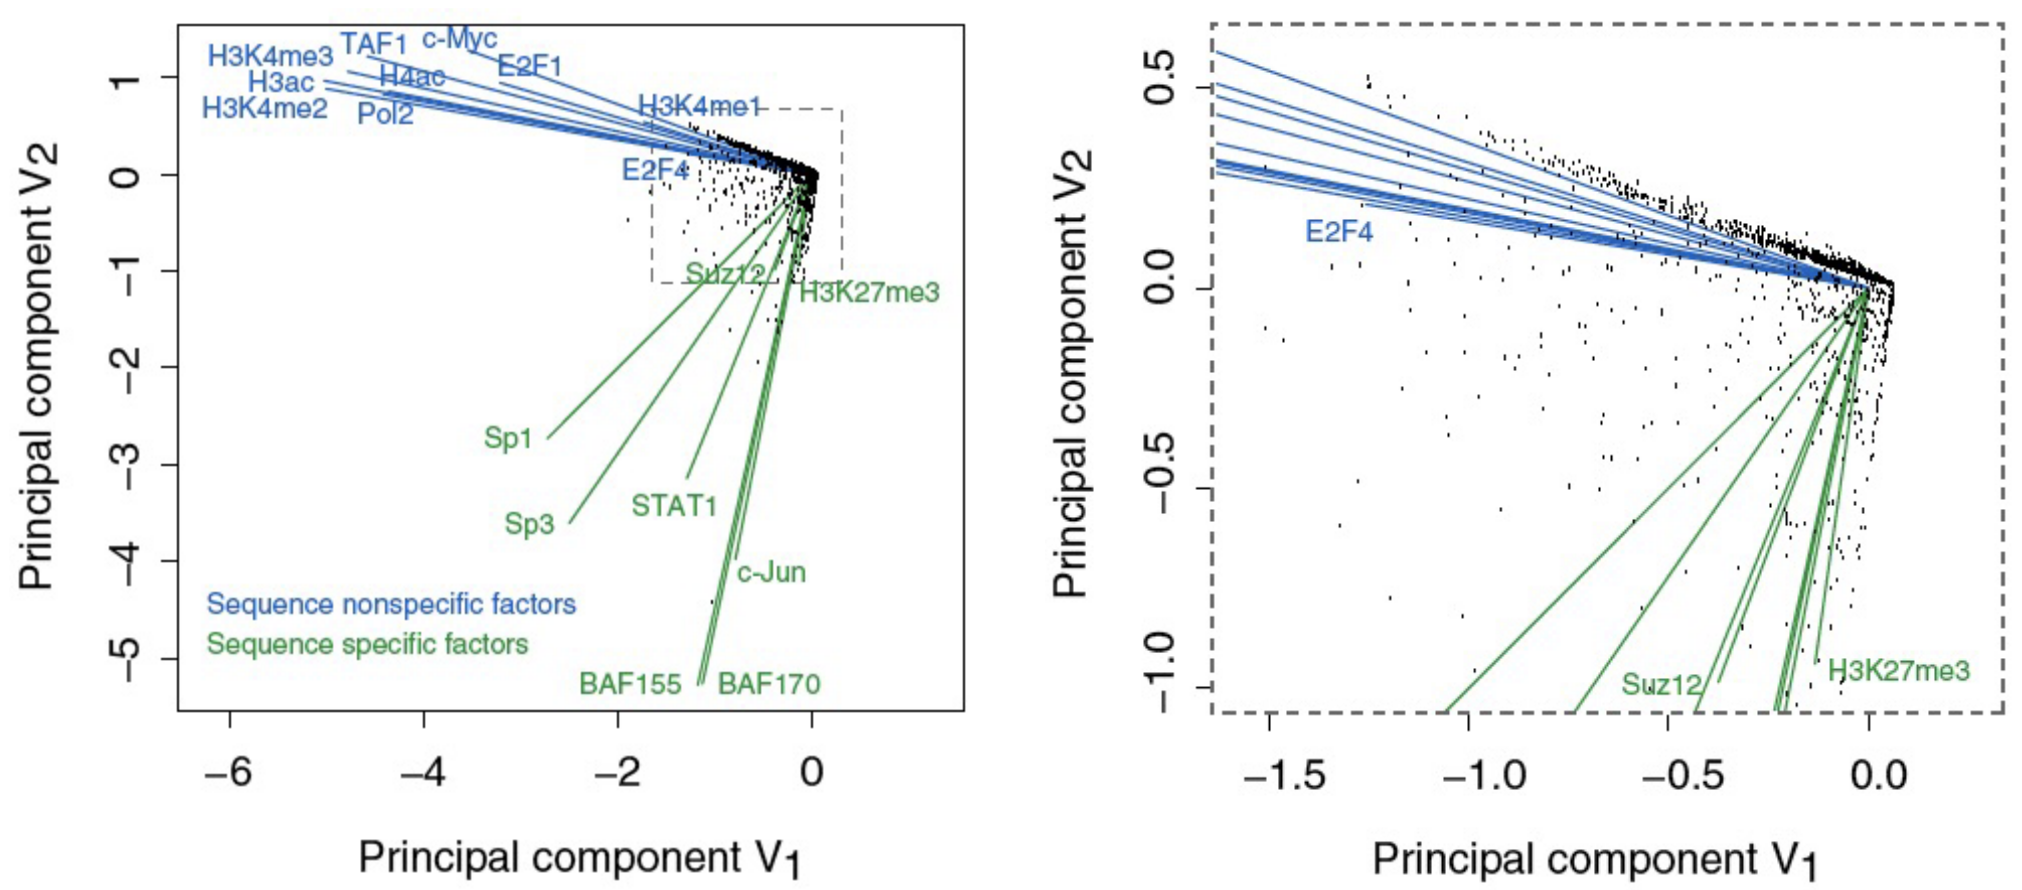 c-Myc
TAF1
H3K4me3
E2F1
H3ac
H4ac
H3K4me2
Pol2
H3K4me1
E2F4
Suz12
H3K27me3
Sp1
STAT1
Sp3
c-Jun
Sequence nonspecific factors
Sequence specific factors
BAF155 BAF170
1
0
−1
−2
−3
−4
−5
−6 −4 −2 0
Principal component V2
Principal component V1
E2F4
Suz12
H3K27me3
0.5
0.0
−0.5
−1.0
−1.5 −1.0 −0.5 0.0
Principal component V2
Principal component V1